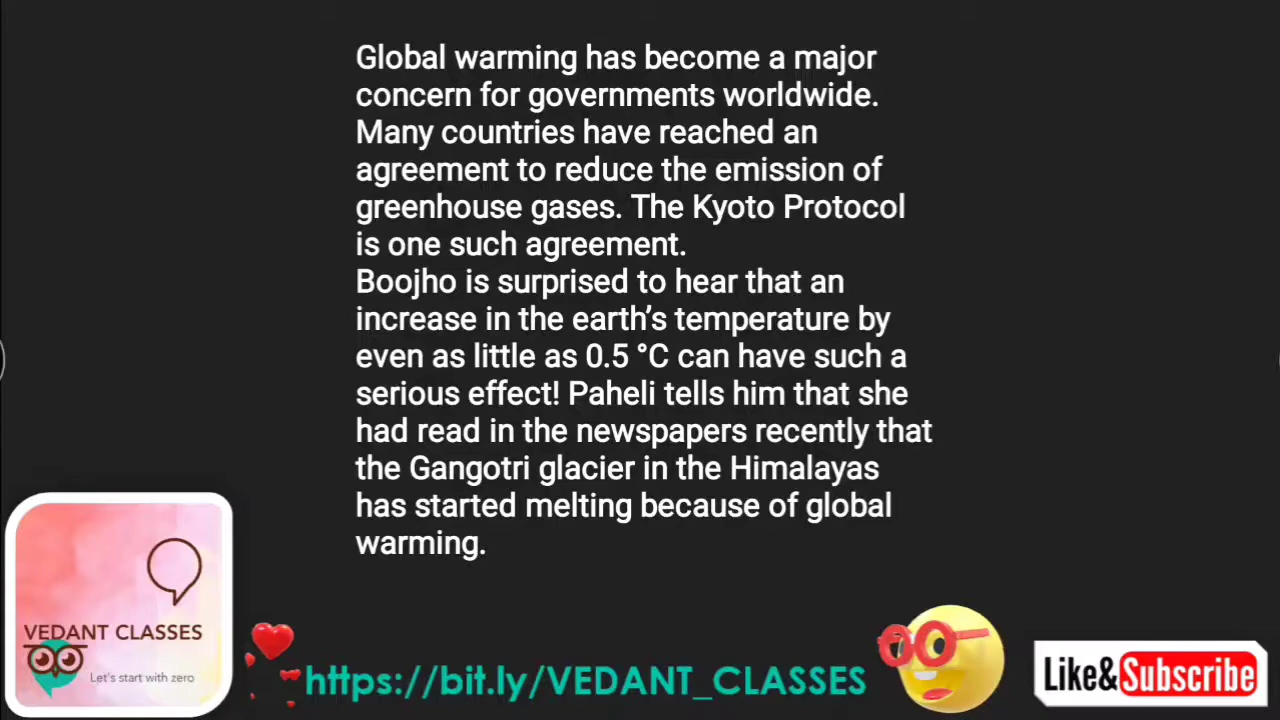 Global warming has become a major
concern for governments worldwide.
Many countries have reached an
agreement to reduce the emission of
greenhouse gases. The Kyoto Protocol
is one such agreement.
Boojho is surprised to hear that an
increase in the earth’s temperature by
even as little as 0.5 °C can have such a
serious effect! Paheli tells him that she
had read in the newspapers recently that
the Gangotri glacier in the Himalayas
has started melting because of global
warming.
VEDANT CLASSES
Let's start with zero
https://bit.ly/VEDANT_CLASSES
Like&Subscribe